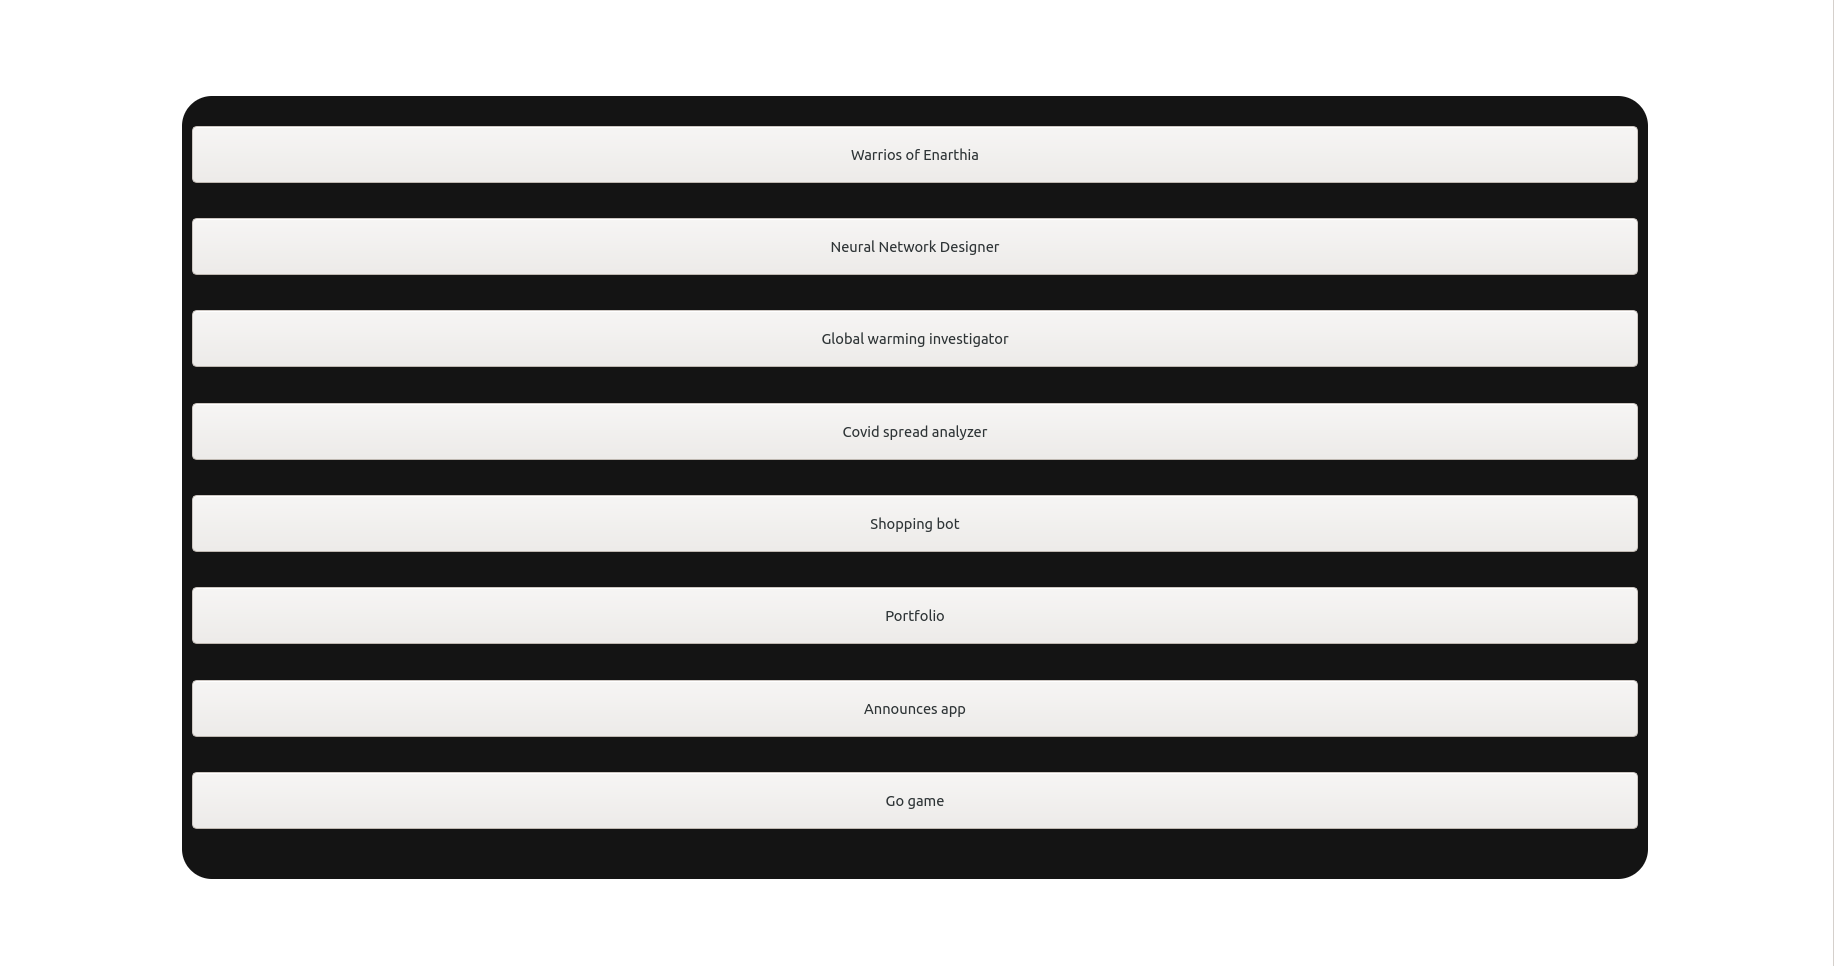 Warrios of Enarthia
Neural Network Designer
Global warming investigator
Covid spread analyzer
Shopping bot
Portfolio
Announces app
Go game